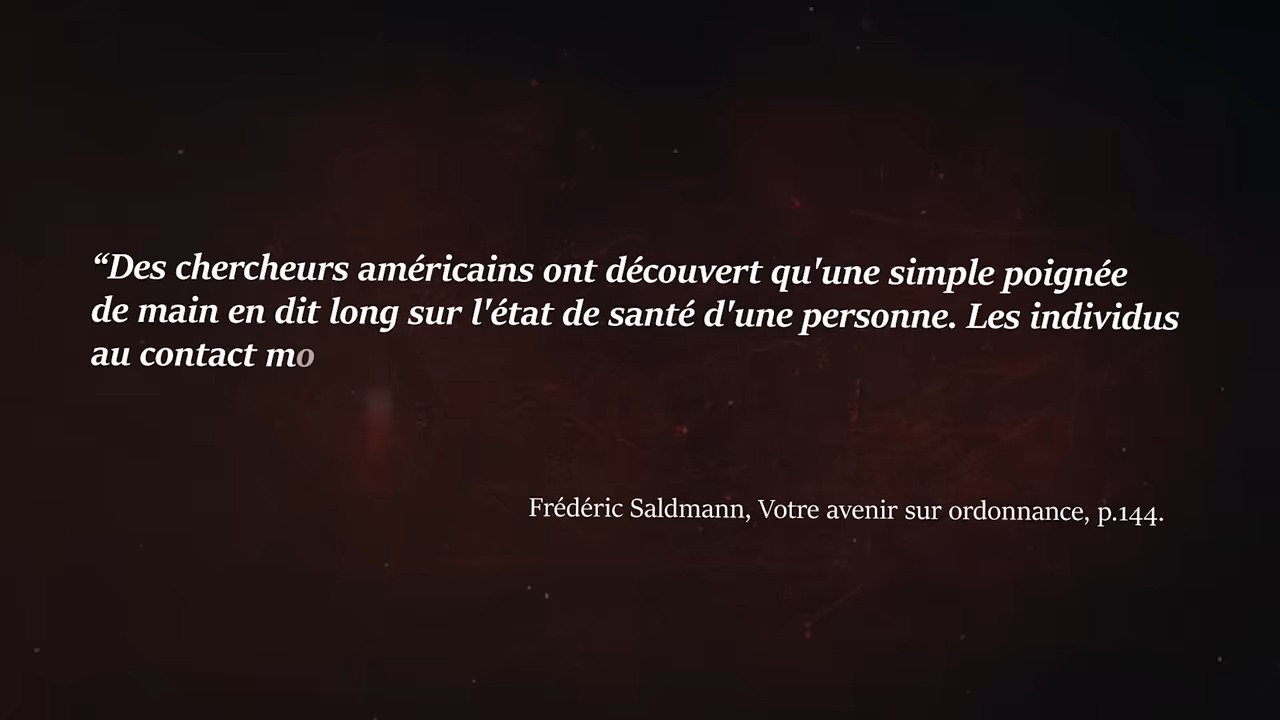 “Des chercheurs américains ont découvert qu'une simple poignée
de main en dit long sur l'état de santé d'une personne. Les individus
au contact mo
Frédéric Saldmann, Votre avenir sur ordonnance, p.144.